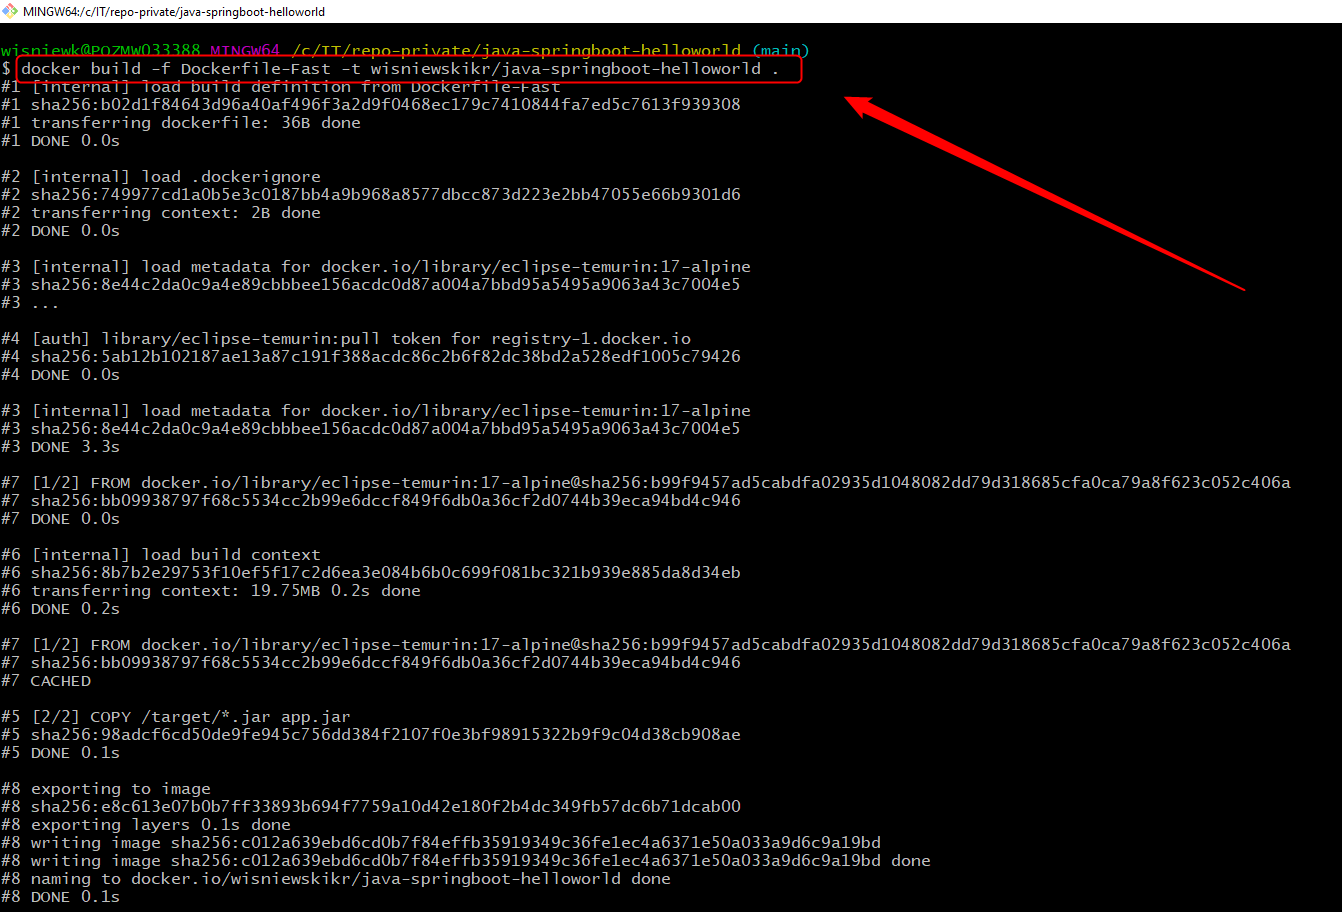 MINGW64:/c/IT/repo-private/java-springboot-helloworld
wisniewk@POZMW033388 MINGW64 /c/IT/repo-private/java-springboot-helloworld (main)
$ docker build -f Dockerfile-Fast -t wisniewskikr/java-springboot-helloworld .
#1 [internal] load build definition from Dockerfile-Fast
#1 sha256:b02d1f84643d96a40af496f3a2d9f0468ec179c7410844fa7ed5c7613f939308
#1 transferring dockerfile: 36B done
#1 DONE 0.0s
#2 [internal] load .dockerignore
#2 sha256:749977cd1a0b5e3c0187bb4a9b968a8577dbcc873d223e2bb47055e66b9301d6
#2 transferring context: 2B done
#2 DONE 0.0s
#3 [internal] load metadata for docker.io/library/eclipse-temurin:17-alpine
#3 sha256:8e44c2da0c9a4e89cbbbee156acdc0d87a004a7bbd95a5495a9063a43c7004e5
#3 ...
#4 [auth] library/eclipse-temurin:pull token for registry-1.docker.io
#4 sha256:5ab12b102187ae13a87c191f388acdc86c2b6f82dc38bd2a528edf1005c79426
#4 DONE 0.0s
#3 [internal] load metadata for docker.io/library/eclipse-temurin:17-alpine
#3 sha256:8e44c2da0c9a4e89cbbbee156acdc0d87a004a7bbd95a5495a9063a43c7004e5
#3 DONE 3.3s
#7 [1/2] FROM docker.io/library/eclipse-temurin:17-alpine@sha256:b99f9457ad5cabdfa02935d1048082dd79d318685cfa0ca79a8f623c052c406a
#7 sha256:bb09938797f68c5534cc2b99e6dccf849f6db0a36cf2d0744b39eca94bd4c946
#7 DONE 0.0s
#6 [internal] load build context
#6 sha256:8b7b2e29753f10ef5f17c2d6ea3e084b6b0c699f081bc321b939e885da8d34eb
#6 transferring context: 19.75MB 0.2s done
#6 DONE 0.2s
#7 [1/2] FROM docker.io/library/eclipse-temurin:17-alpine@sha256:b99f9457ad5cabdfa02935d1048082dd79d318685cfa0ca79a8f623c052c406a
#7 sha256:bb09938797f68c5534cc2b99e6dccf849f6db0a36cf2d0744b39eca94bd4c946
#7 CACHED
#5 [2/2] COPY /target/*.jar app.jar
#5 sha256:98adcf6cd50de9fe945c756dd384f2107f0e3bf98915322b9f9c04d38cb908ae
#5 DONE 0.1s
#8 exporting to image
#8 sha256:e8c613e07b0b7ff33893b694f7759a10d42e180f2b4dc349fb57dc6b71dcab00
#8 exporting layers 0.1s done
#8 writing image sha256:c012a639ebd6cd0b7f84effb35919349c36fe1ec4a6371e50a033a9d6c9a19bd
#8 writing image sha256:c012a639ebd6cd0b7f84effb35919349c36fe1ec4a6371e50a033a9d6c9a19bd done
#8 naming to docker.io/wisniewskikr/java-springboot-helloworld done
#8 DONE 0.1s